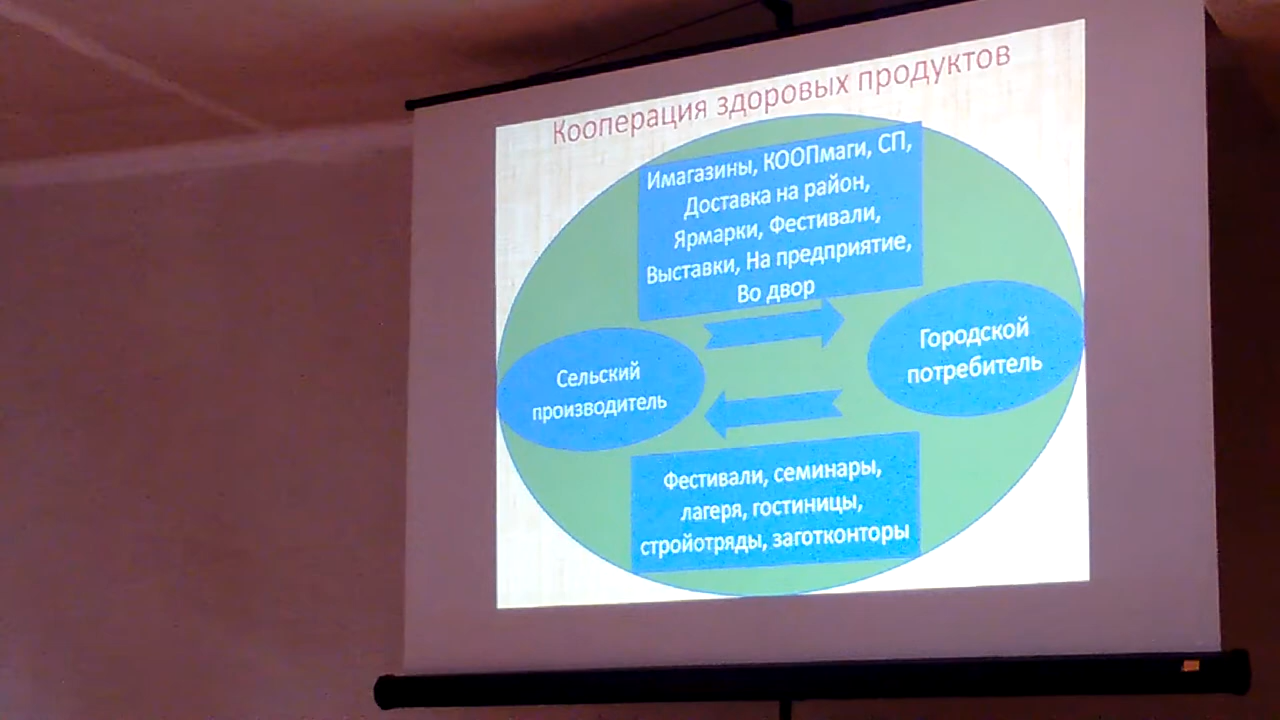 Кооперация здоровых продуктов
Имагазины, КООПмаги, СП,
Доставка на район,
Ярмарки, Фестивали,
Выставки, На предприятие,
Во двор
Сельский
производитель
Городской
потребитель
Фестивали, семинары,
лагеря, гостиницы,
стройотряды, заготконторы